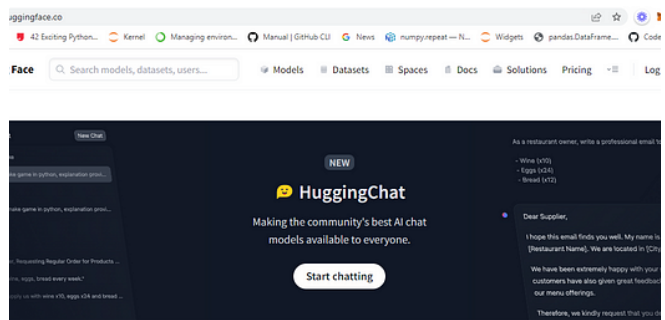 uggingface.co
42 Exciting Python... Kernel Managing environ... Manual | GitHub CLI News numpy.repeat — N... Widgets pandas.DataFrame... Code
Face Search models, datasets, users... Models Datasets Spaces Docs Solutions Pricing Log
New Chat
make game in python, explanation provi...
make game in python, explanation provi...
Requesting Regular Order for Products ...
wine, eggs, bread every week."
us with wine x10, eggs x24 and bread ...
NEW
HuggingChat
Making the community's best AI chat
models available to everyone.
Start chatting
As a restaurant owner, write a professional email to
- Wine (x10)
- Eggs (x24)
- Bread (x12)
Dear Supplier,
I hope this email finds you well. My name is
[Restaurant Name]. We are located in [City
We have been extremely happy with your
customers have also given great feedback
our menu offerings.
Therefore, we kindly request that you de